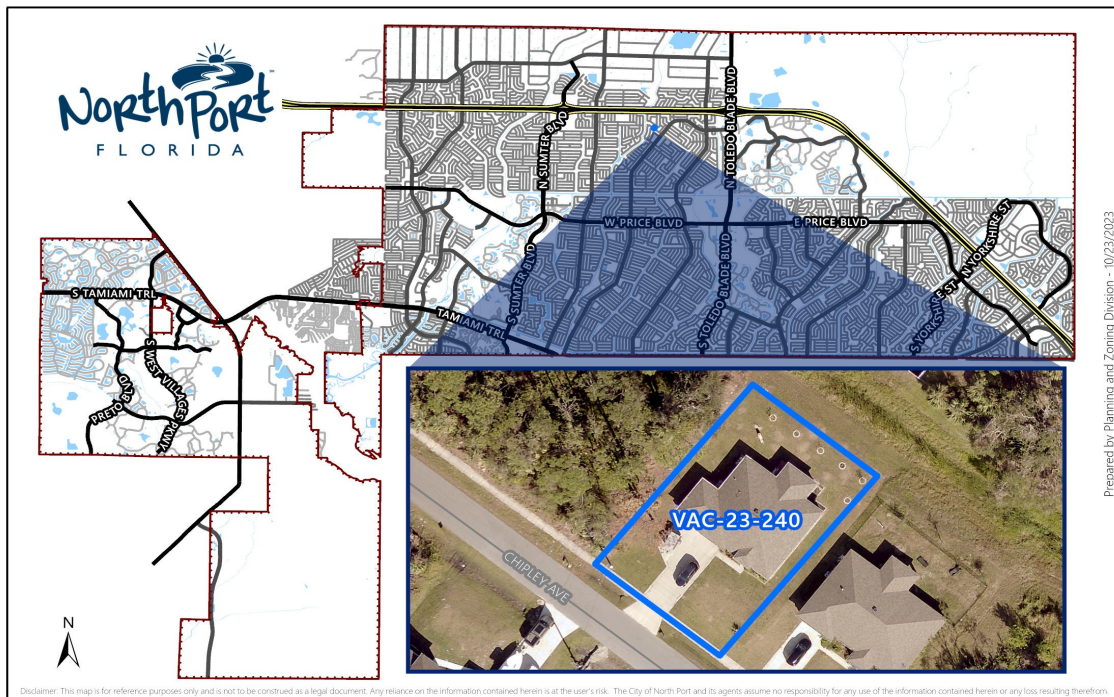 North Port
FLORIDA
N SUMTER BLVD
N TOLEDO BLADE BLVD
W PRICE BLVD
E PRICE BLVD
N YORKSHIRE ST
S TAMIAMI TRL
TAMIAMI TRL
S SUMTER BLVD
S TOLEDO BLADE BLVD
S YORKSHIRE ST
S WEST VILLAGES PKWY
PRETO BLVD
VAC-23-240
CHIPLEY AVE
N
Prepared by Planning and Zoning Division - 10/23/2023
Disclaimer: This map is for reference purposes only and is not to be construed as a legal document. Any reliance on the information contained herein is at the user's risk. The City of North Port and its agents assume no responsibility for any use of the information contained herein or any loss resulting therefrom.